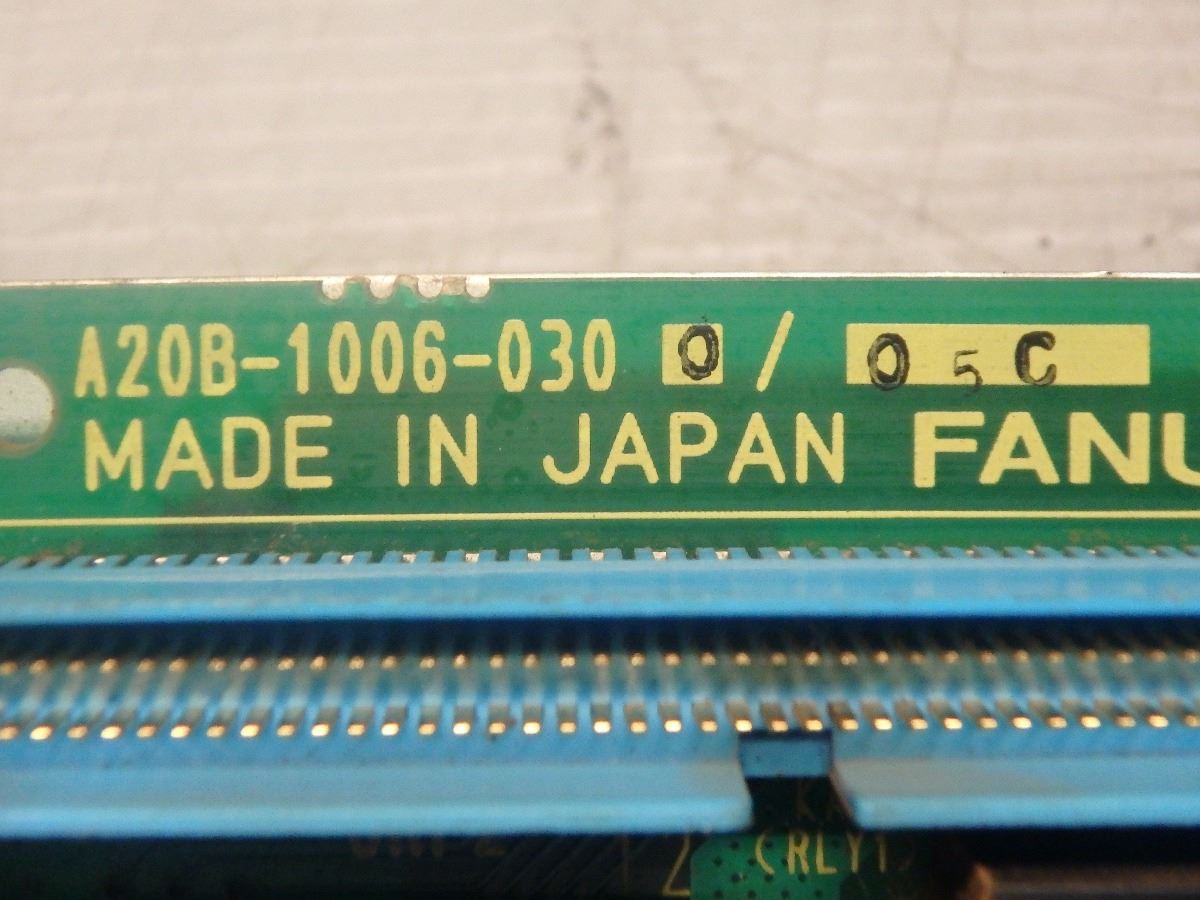 A20B-1006-030 0 / 05C
MADE IN JAPAN FANU
(RLY1